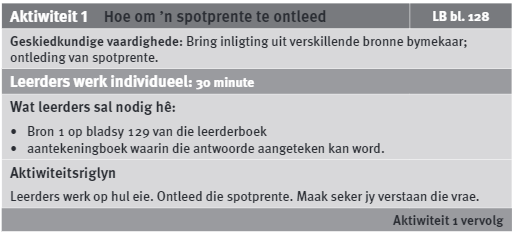 Aktiwiteit 1 Hoe om ’n spotprente te ontleed LB bl. 128
Geskiedkundige vaardighede: Bring inligting uit verskillende bronne bymekaar;
ontleding van spotprente.
Leerders werk individueel: 30 minute
Wat leerders sal nodig hê:
• Bron 1 op bladsy 129 van die leerderboek
• aantekeningboek waarin die antwoorde aangeteken kan word.
Aktiwiteitsriglyn
Leerders werk op hul eie. Ontleed die spotprente. Maak seker jy verstaan die vrae.
Aktiwiteit 1 vervolg